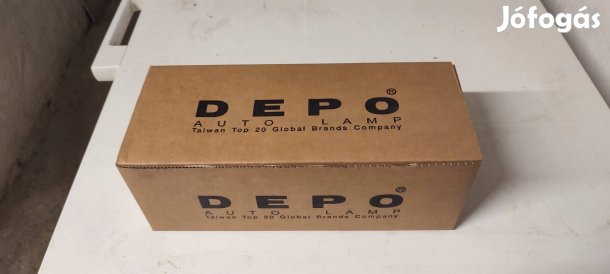 Jófogás
DEPO®
AUTO LAMP
Taiwan Top 20 Global Brands Company
DEPO®
AUTO LAMP
Taiwan Top 20 Global Brands Company